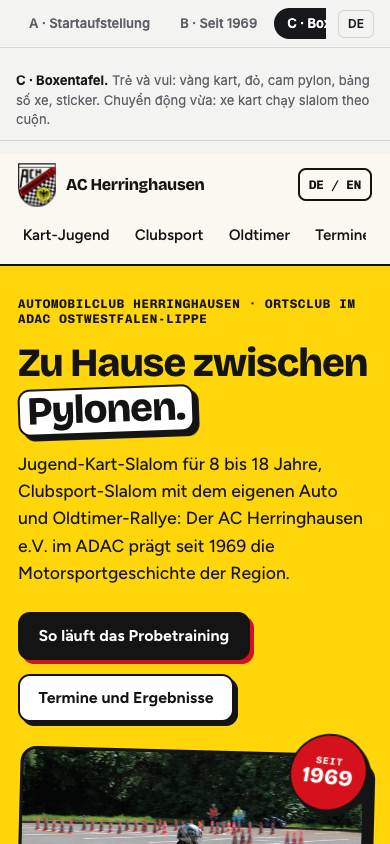 A · Startaufstellung
B · Seit 1969
C · Box
DE
C · Boxentafel. Trẻ và vui: vàng kart, đỏ, cam pylon, bảng
số xe, sticker. Chuyển động vừa: xe kart chạy slalom theo
cuộn.
ACH
AC Herringhausen
DE / EN
Kart-Jugend
Clubsport
Oldtimer
Termine
AUTOMOBILCLUB HERRINGHAUSEN · ORTSCLUB IM
ADAC OSTWESTFALEN-LIPPE
Zu Hause zwischen
Pylonen.
Jugend-Kart-Slalom für 8 bis 18 Jahre,
Clubsport-Slalom mit dem eigenen Auto
und Oldtimer-Rallye: Der AC Herringhausen
e.V. im ADAC prägt seit 1969 die
Motorsportgeschichte der Region.
So läuft das Probetraining
Termine und Ergebnisse
SEIT
1969